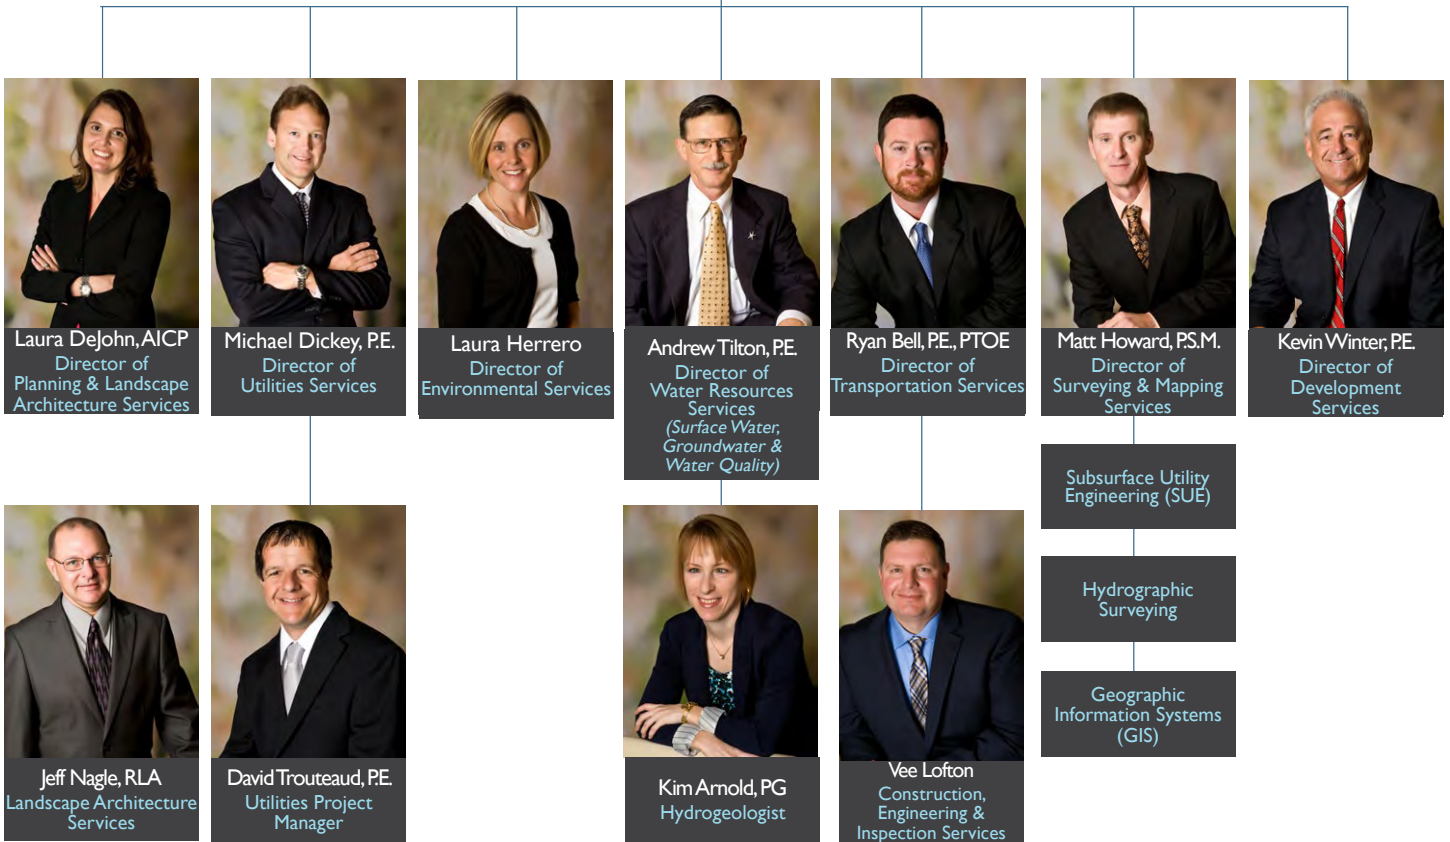 Laura DeJohn, AICP
Director of
Planning & Landscape
Architecture Services
Michael Dickey, P.E.
Director of
Utilities Services
Laura Herrero
Director of
Environmental Services
Andrew Tilton, P.E.
Director of
Water Resources
Services
(Surface Water,
Groundwater &
Water Quality)
Ryan Bell, P.E., PTOE
Director of
Transportation Services
Matt Howard, P.S.M.
Director of
Surveying & Mapping
Services
Kevin Winter, P.E.
Director of
Development
Services
Subsurface Utility
Engineering (SUE)
Hydrographic
Surveying
Geographic
Information Systems
(GIS)
Jeff Nagle, RLA
Landscape Architecture
Services
David Trouteaud, P.E.
Utilities Project
Manager
Kim Arnold, PG
Hydrogeologist
Vee Lofton
Construction,
Engineering &
Inspection Services